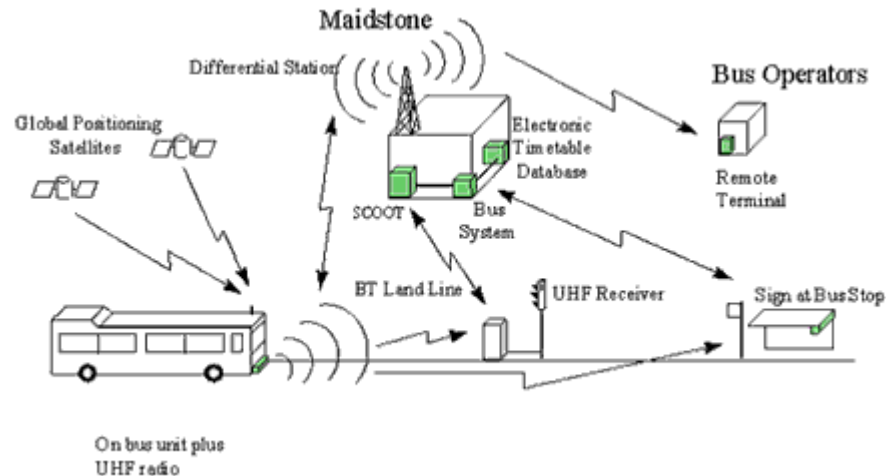 Maidstone
Differential Station
Bus Operators
Global Positioning
Satellites
Electronic
Timetable
Database
Remote
Terminal
SCOOT
Bus
System
BT Land Line
UHF Receiver
Sign at Bus Stop
On bus unit plus
UHF radio